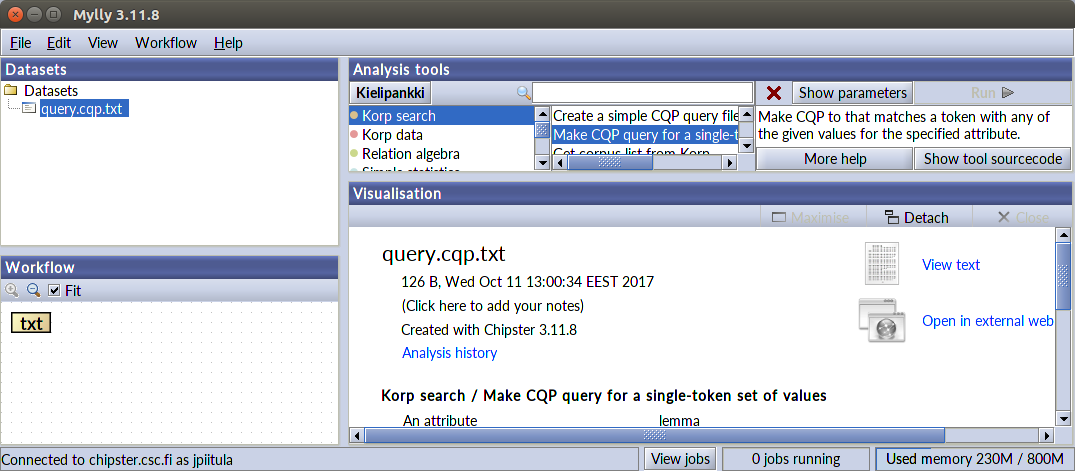 Mylly 3.11.8
File Edit View Workflow Help
Datasets
Datasets
query.cqp.txt
Workflow
Fit
txt
Analysis tools
Kielipankki
Show parameters
Run
Korp search
Korp data
Relation algebra
Simple statistics
Create a simple CQP query file
Make CQP query for a single-t
Get corpus list from Korp
Make CQP to that matches a token with any of
the given values for the specified attribute.
More help
Show tool sourcecode
Visualisation
Maximise
Detach
Close
query.cqp.txt
126 B, Wed Oct 11 13:00:34 EEST 2017
(Click here to add your notes)
Created with Chipster 3.11.8
Analysis history
View text
Open in external web
Korp search / Make CQP query for a single-token set of values
An attribute lemma
Connected to chipster.csc.fi as jpiitula
View jobs
0 jobs running
Used memory 230M / 800M